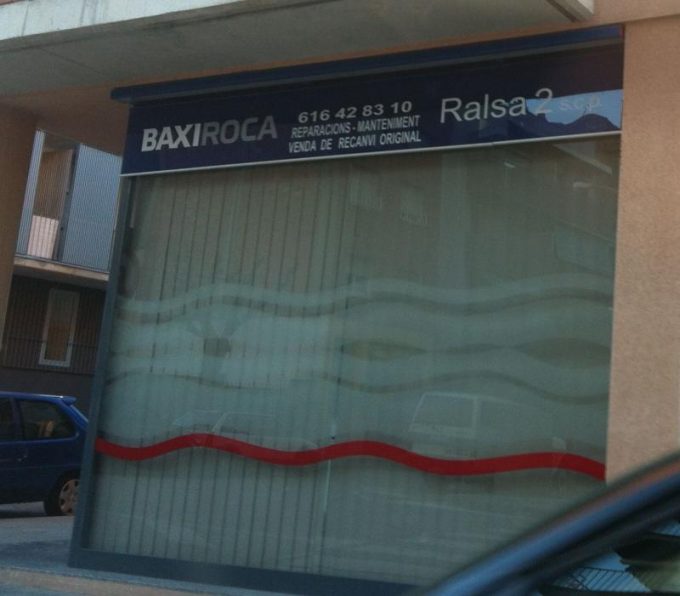 BAXIROCA
616 42 83 10
REPARACIONS - MANTENIMENT
VENDA DE RECANVI ORIGINAL
Ralsa 2 s.c.p.